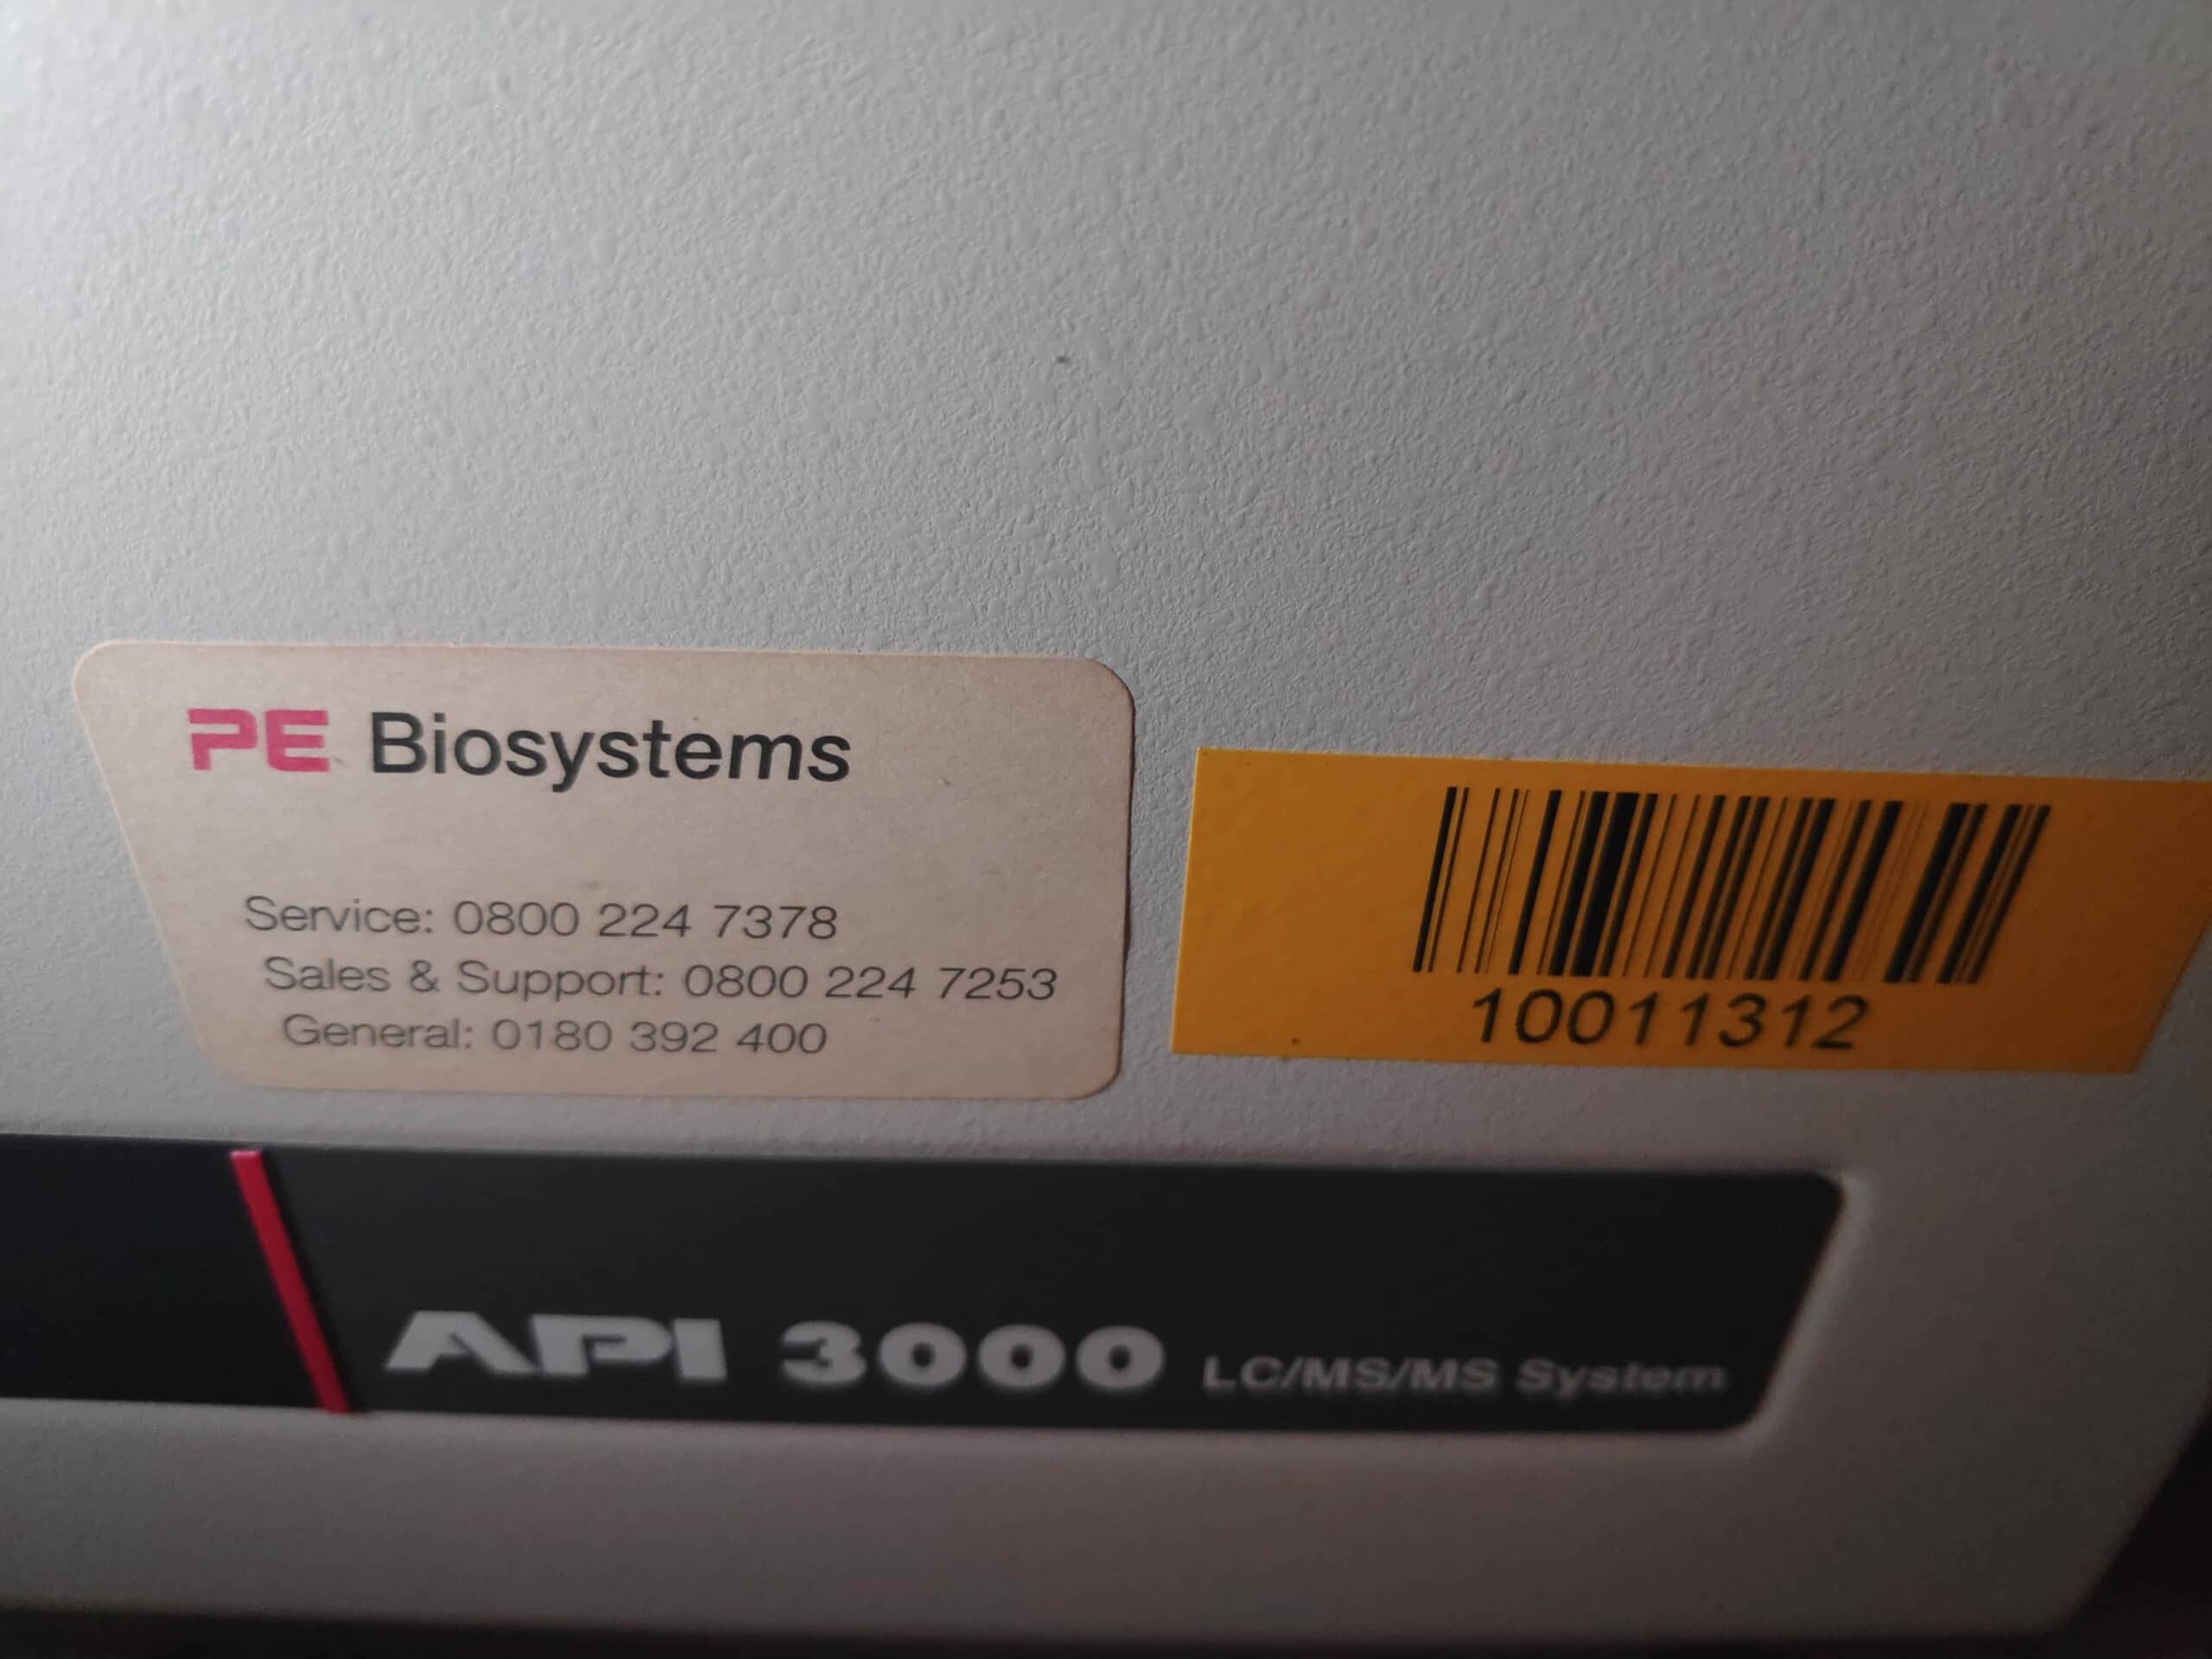 PE Biosystems
Service: 0800 224 7378
Sales & Support: 0800 224 7253
General: 0180 392 400
10011312
API 3000 LC/MS/MS System